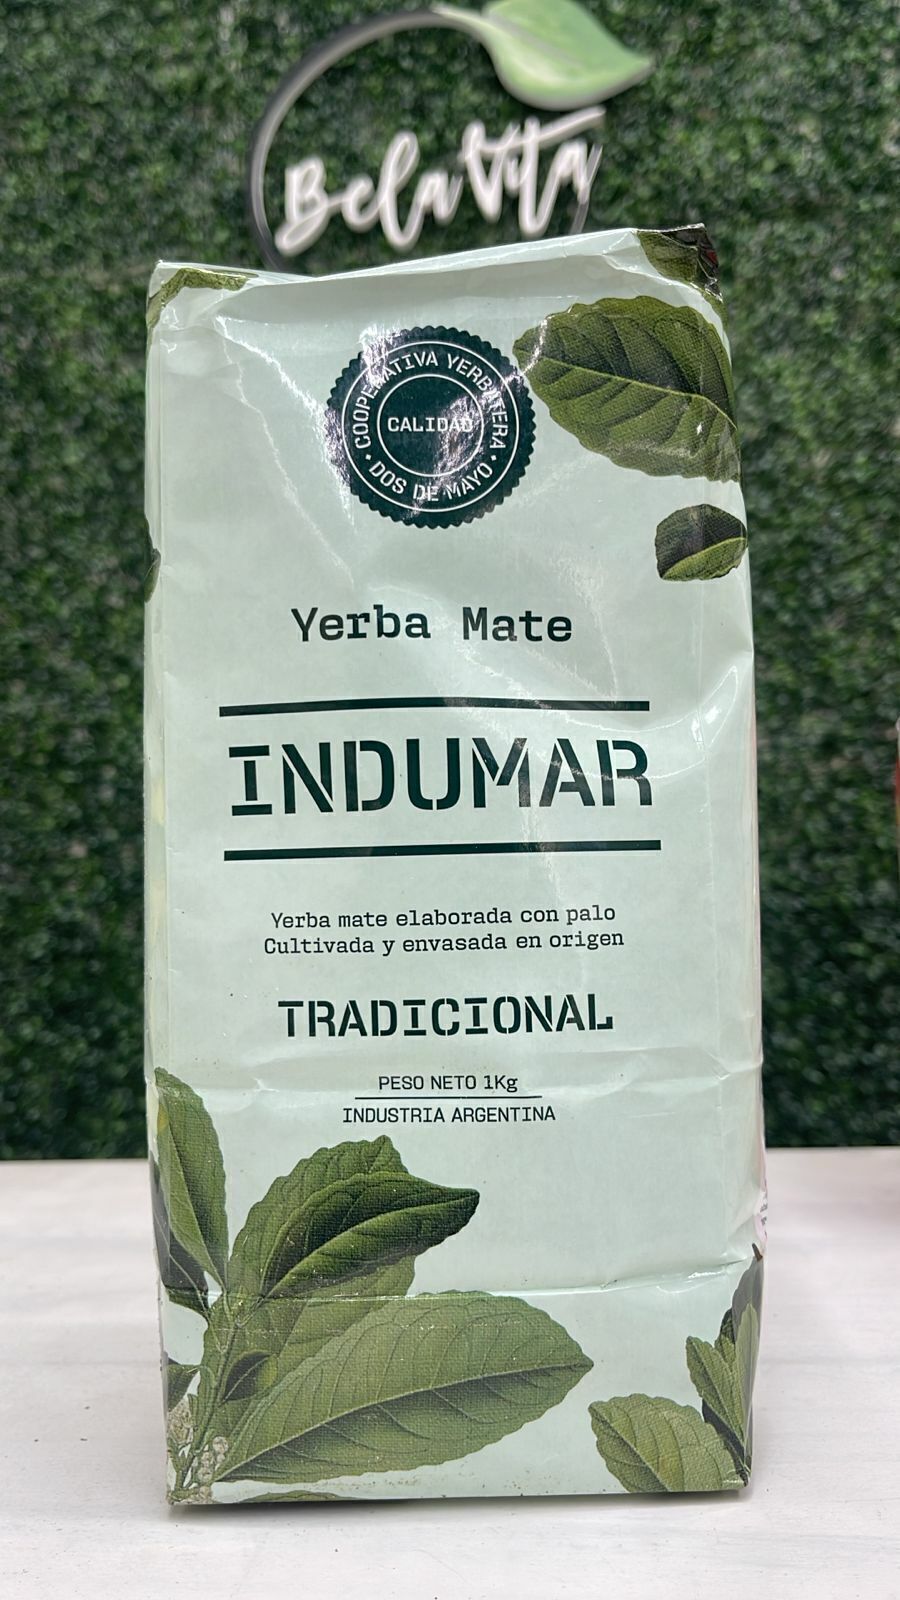 Bela Vita
COOPERATIVA YERBATERA
CALIDAD
· DOS DE MAYO ·
Yerba Mate
INDUMAR
Yerba mate elaborada con palo
Cultivada y envasada en origen
TRADICIONAL
PESO NETO 1Kg
INDUSTRIA ARGENTINA